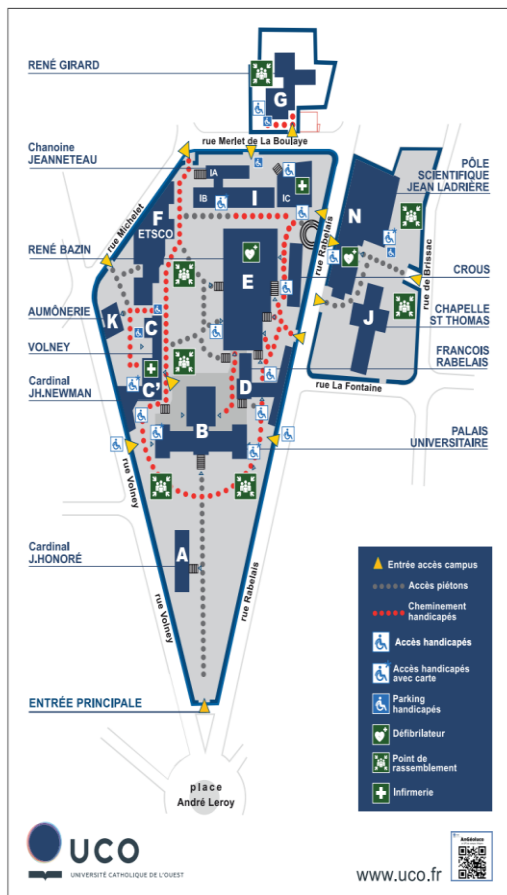 RENÉ GIRARD
G
rue Merlet de La Boulaye
Chanoine
JEANNETEAU
IA
IB
I
IC
PÔLE
SCIENTIFIQUE
JEAN LADRIÈRE
N
F
ETSCO
rue Michelet
rue Rabelais
rue de Brissac
RENÉ BAZIN
E
CROUS
AUMÔNERIE
K
C
J
CHAPELLE
ST THOMAS
VOLNEY
FRANCOIS
RABELAIS
Cardinal
JH.NEWMAN
C'
D
rue La Fontaine
B
PALAIS
UNIVERSITAIRE
rue Volney
Cardinal
J.HONORÉ
A
rue Volney
rue Rabelais
ENTRÉE PRINCIPALE
place
André Leroy
Entrée accès campus
Accès piétons
Cheminement
handicapés
Accès handicapés
Accès handicapés
avec carte
Parking
handicapés
Défibrilateur
Point de
rassemblement
Infirmerie
UCO
UNIVERSITÉ CATHOLIQUE DE L'OUEST
www.uco.fr
AnGéoluco